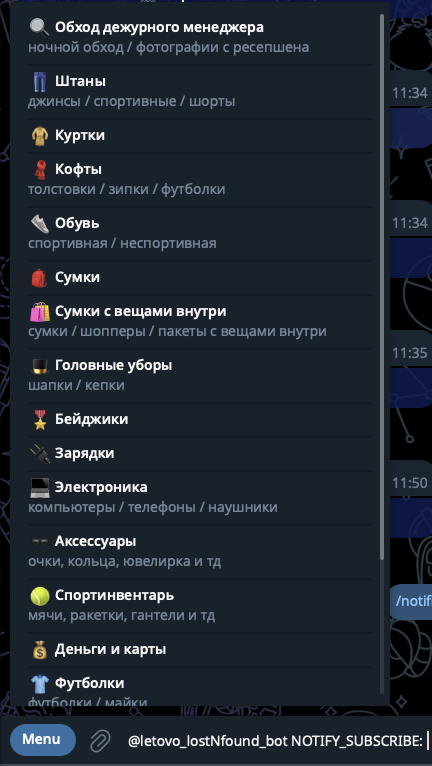 Обход дежурного менеджера
ночной обход / фотографии с ресепшена
11:34
Штаны
джинсы / спортивные / шорты
Куртки
Кофты
толстовки / зипки / футболки
11:34
Обувь
спортивная / неспортивная
Сумки
Сумки с вещами внутри
сумки / шопперы / пакеты с вещами внутри
11:35
Головные уборы
шапки / кепки
Бейджики
Зарядки
Электроника
компьютеры / телефоны / наушники
11:50
Аксессуары
очки, кольца, ювелирка и тд
Спортинвентарь
мячи, ракетки, гантели и тд
/notif
Деньги и карты
Футболки
футболки / майки
Menu
@letovo_lostNfound_bot NOTIFY_SUBSCRIBE: